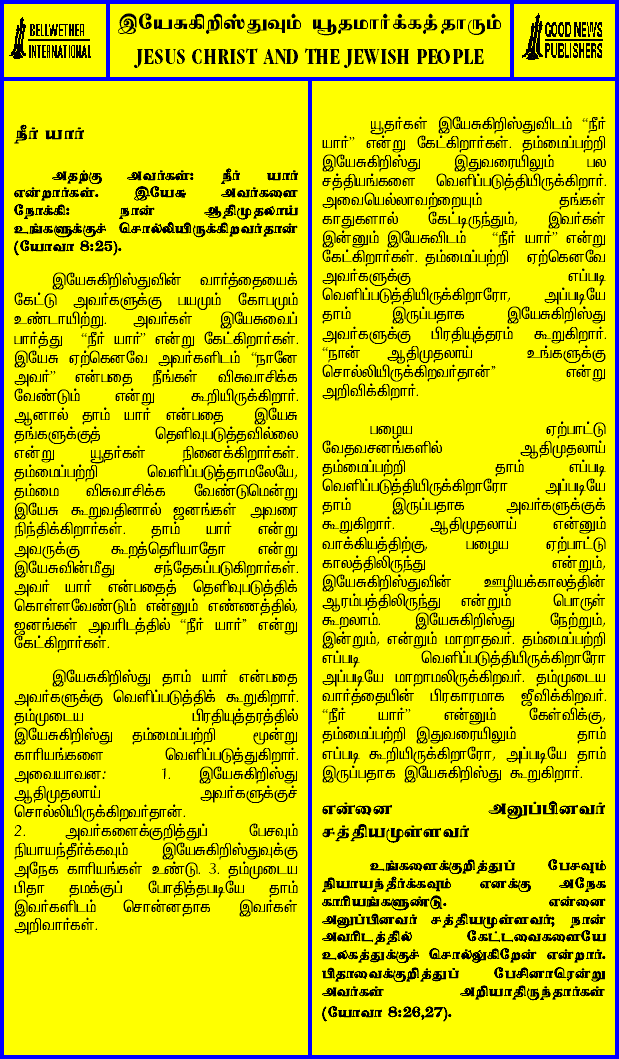 BELLWETHER
INTERNATIONAL
இயேசுகிறிஸ்துவும் யூதமார்க்கத்தாரும்
JESUS CHRIST AND THE JEWISH PEOPLE
GOOD NEWS
PUBLISHERS
நீர் யார்
அதற்கு அவர்கள்: நீர் யார்
என்றார்கள். இயேசு அவர்களை
நோக்கி: நான் ஆதிமுதலாய்
உங்களுக்குச் சொல்லியிருக்கிறவர்தான்
(யோவா 8:25).
இயேசுகிறிஸ்துவின் வார்த்தையைக்
கேட்டு அவர்களுக்கு பயமும் கோபமும்
உண்டாயிற்று. அவர்கள் இயேசுவைப்
பார்த்து “நீர் யார்” என்று கேட்கிறார்கள்.
இயேசு ஏற்கெனவே அவர்களிடம் “நானே
அவர்” என்பதை நீங்கள் விசுவாசிக்க
வேண்டும் என்று கூறியிருக்கிறார்.
ஆனால் தாம் யார் என்பதை இயேசு
தங்களுக்குத் தெளிவுபடுத்தவில்லை
என்று யூதர்கள் நினைக்கிறார்கள்.
தம்மைப்பற்றி வெளிப்படுத்தாமலேயே,
தம்மை விசுவாசிக்க வேண்டுமென்று
இயேசு கூறுவதினால் ஜனங்கள் அவரை
நிந்திக்கிறார்கள். தாம் யார் என்று
அவருக்கு கூறத்தெரியாதோ என்று
இயேசுவின்மீது சந்தேகப்படுகிறார்கள்.
அவர் யார் என்பதைத் தெளிவுபடுத்திக்
கொள்ளவேண்டும் என்னும் எண்ணத்தில்,
ஜனங்கள் அவரிடத்தில் “நீர் யார்” என்று
கேட்கிறார்கள்.
இயேசுகிறிஸ்து தாம் யார் என்பதை
அவர்களுக்கு வெளிப்படுத்திக் கூறுகிறார்.
தம்முடைய பிரதியுத்தரத்தில்
இயேசுகிறிஸ்து தம்மைப்பற்றி மூன்று
காரியங்களை வெளிப்படுத்துகிறார்.
அவையாவன: 1. இயேசுகிறிஸ்து
ஆதிமுதலாய் அவர்களுக்குச்
சொல்லியிருக்கிறவர்தான்.
2. அவர்களைக்குறித்துப் பேசவும்
நியாயந்தீர்க்கவும் இயேசுகிறிஸ்துவுக்கு
அநேக காரியங்கள் உண்டு. 3. தம்முடைய
பிதா தமக்குப் போதித்தபடியே தாம்
இவர்களிடம் சொன்னதாக இவர்கள்
அறிவார்கள்.
யூதர்கள் இயேசுகிறிஸ்துவிடம் “நீர்
யார்” என்று கேட்கிறார்கள். தம்மைப்பற்றி
இயேசுகிறிஸ்து இதுவரையிலும் பல
சத்தியங்களை வெளிப்படுத்தியிருக்கிறார்.
அவையெல்லாவற்றையும் தங்கள்
காதுகளால் கேட்டிருந்தும், இவர்கள்
இன்னும் இயேசுவிடம் “நீர் யார்” என்று
கேட்கிறார்கள். தம்மைப்பற்றி ஏற்கெனவே
அவர்களுக்கு எப்படி
வெளிப்படுத்தியிருக்கிறாரோ, அப்படியே
தாம் இருப்பதாக இயேசுகிறிஸ்து
அவர்களுக்கு பிரதியுத்தரம் கூறுகிறார்.
“நான் ஆதிமுதலாய் உங்களுக்கு
சொல்லியிருக்கிறவர்தான்” என்று
அறிவிக்கிறார்.
பழைய ஏற்பாட்டு
வேதவசனங்களில் ஆதிமுதலாய்
தம்மைப்பற்றி தாம் எப்படி
வெளிப்படுத்தியிருக்கிறாரோ அப்படியே
தாம் இருப்பதாக அவர்களுக்குக்
கூறுகிறார். ஆதிமுதலாய் என்னும்
வாக்கியத்திற்கு, பழைய ஏற்பாட்டு
காலத்திலிருந்து என்றும்,
இயேசுகிறிஸ்துவின் ஊழியக்காலத்தின்
ஆரம்பத்திலிருந்து என்றும் பொருள்
கூறலாம். இயேசுகிறிஸ்து நேற்றும்,
இன்றும், என்றும் மாறாதவர். தம்மைப்பற்றி
எப்படி வெளிப்படுத்தியிருக்கிறாரோ
அப்படியே மாறாமலிருக்கிறவர். தம்முடைய
வார்த்தையின் பிரகாரமாக ஜீவிக்கிறவர்.
“நீர் யார்” என்னும் கேள்விக்கு,
தம்மைப்பற்றி இதுவரையிலும் தாம்
எப்படி கூறியிருக்கிறாரோ, அப்படியே தாம்
இருப்பதாக இயேசுகிறிஸ்து கூறுகிறார்.
என்னை அனுப்பினவர்
சத்தியமுள்ளவர்
உங்களைக்குறித்துப் பேசவும்
நியாயந்தீர்க்கவும் எனக்கு அநேக
காரியங்களுண்டு. என்னை
அனுப்பினவர் சத்தியமுள்ளவர்; நான்
அவரிடத்தில் கேட்டவைகளையே
உலகத்துக்குச் சொல்லுகிறேன் என்றார்.
பிதாவைக்குறித்துப் பேசினாரென்று
அவர்கள் அறியாதிருந்தார்கள்
(யோவா 8:26,27).